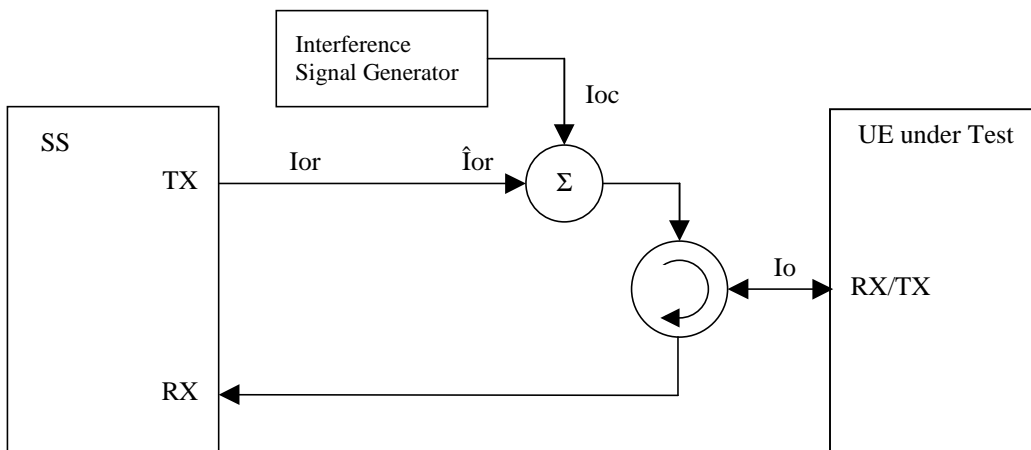 Interference
Signal Generator
Ioc
SS
UE under Test
TX
Ior
Îor
Σ
Io
RX/TX
RX